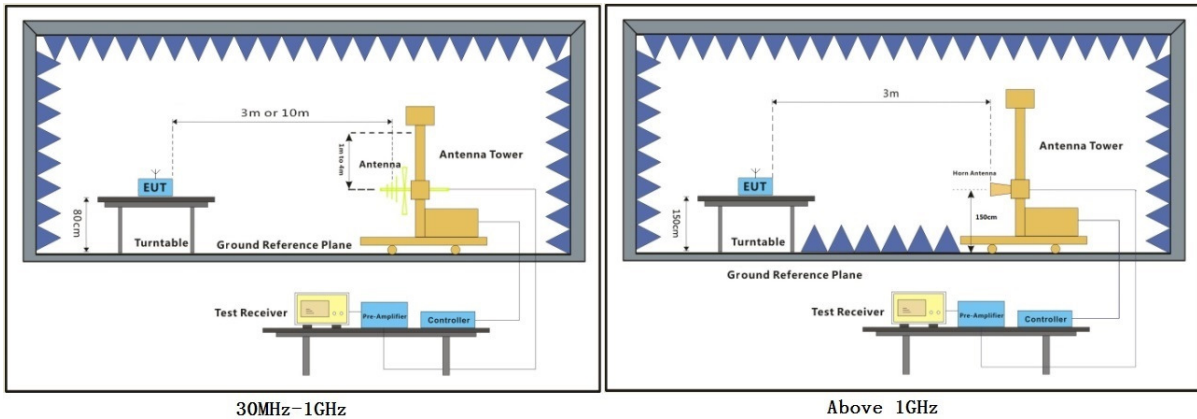 3m or 10m
1m to 4m
Antenna
Antenna Tower
EUT
80cm
Turntable
Ground Reference Plane
Test Receiver
Pre-Amplifier
Controller
30MHz-1GHz
3m
Antenna Tower
Horn Antenna
EUT
150cm
150cm
Turntable
Ground Reference Plane
Test Receiver
Pre-Amplifier
Controller
Above 1GHz